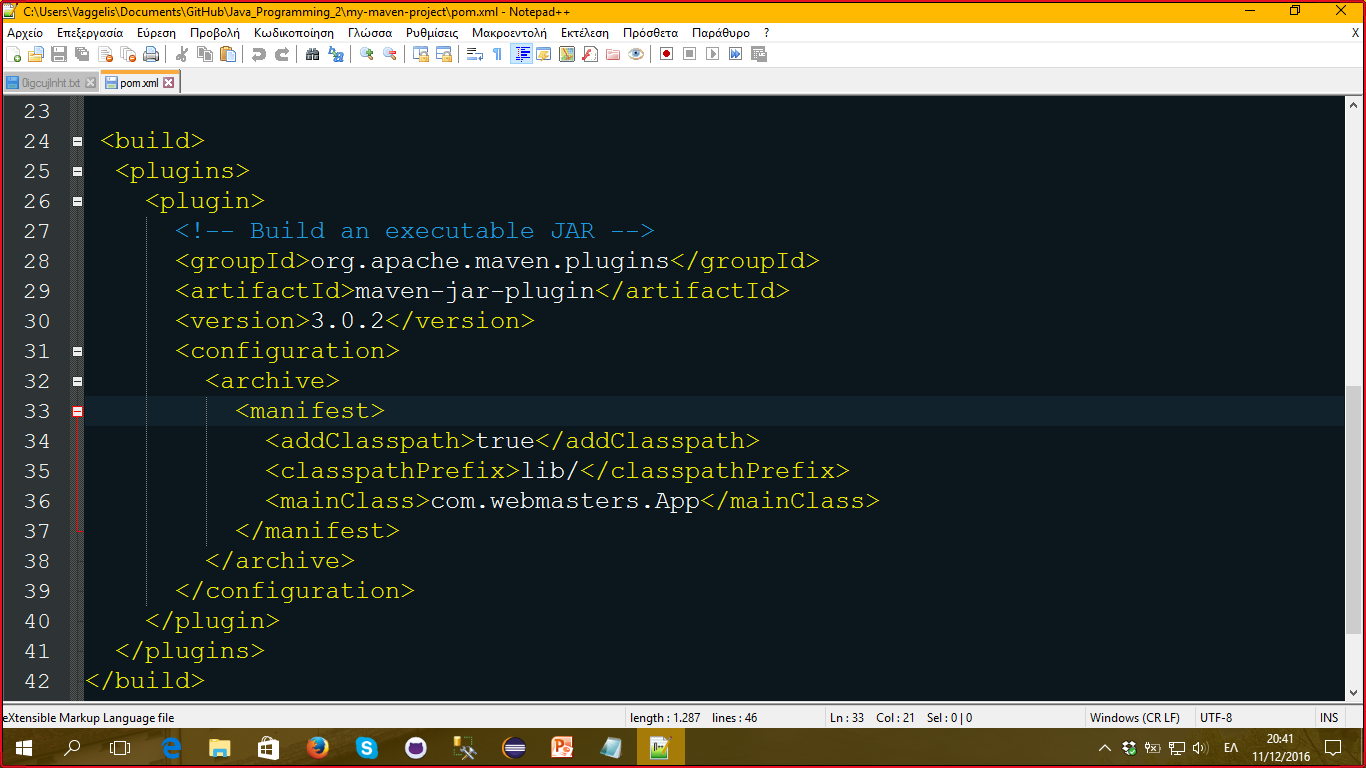 C:\Users\Vaggelis\Documents\GitHub\Java_Programming_2\my-maven-project\pom.xml - Notepad++
Αρχείο Επεξεργασία Εύρεση Προβολή Κωδικοποίηση Γλώσσα Ρυθμίσεις Μακροεντολή Εκτέλεση Πρόσθετα Παράθυρο ? X
0igcujlnht.txt pom.xml
23
24 <build>
25 <plugins>
26 <plugin>
27 <!-- Build an executable JAR -->
28 <groupId>org.apache.maven.plugins</groupId>
29 <artifactId>maven-jar-plugin</artifactId>
30 <version>3.0.2</version>
31 <configuration>
32 <archive>
33 <manifest>
34 <addClasspath>true</addClasspath>
35 <classpathPrefix>lib/</classpathPrefix>
36 <mainClass>com.webmasters.App</mainClass>
37 </manifest>
38 </archive>
39 </configuration>
40 </plugin>
41 </plugins>
42 </build>
eXtensible Markup Language file length : 1.287 lines : 46 Ln : 33 Col : 21 Sel : 0 | 0 Windows (CR LF) UTF-8 INS
ΕΛ
20:41
11/12/2016